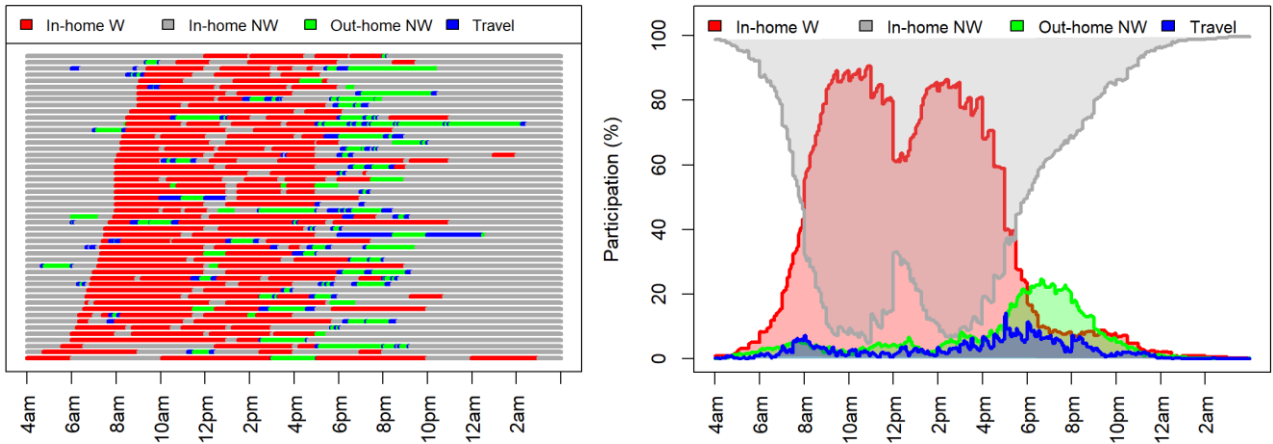 In-home W In-home NW Out-home NW Travel
4am 6am 8am 10am 12pm 2pm 4pm 6pm 8pm 10pm 12am 2am
In-home W In-home NW Out-home NW Travel
Participation (%)
100
80
60
40
20
0
4am 6am 8am 10am 12pm 2pm 4pm 6pm 8pm 10pm 12am 2am